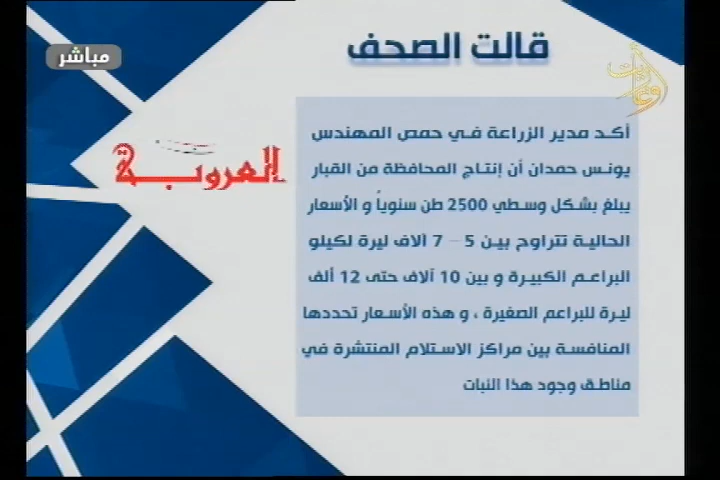 قالت الصحف
مباشر
العروبة
أكد مدير الزراعة في حمص المهندس
يونس حمدان أن إنتاج المحافظة من القبار
يبلغ بشكل وسطي 2500 طن سنوياً و الأسعار
الحالية تتراوح بين 5 – 7 آلاف ليرة لكيلو
البراعم الكبيرة و بين 10 آلاف حتى 12 ألف
ليرة للبراعم الصغيرة ، و هذه الأسعار تحددها
المنافسة بين مراكز الاستلام المنتشرة في
مناطق وجود هذا النبات